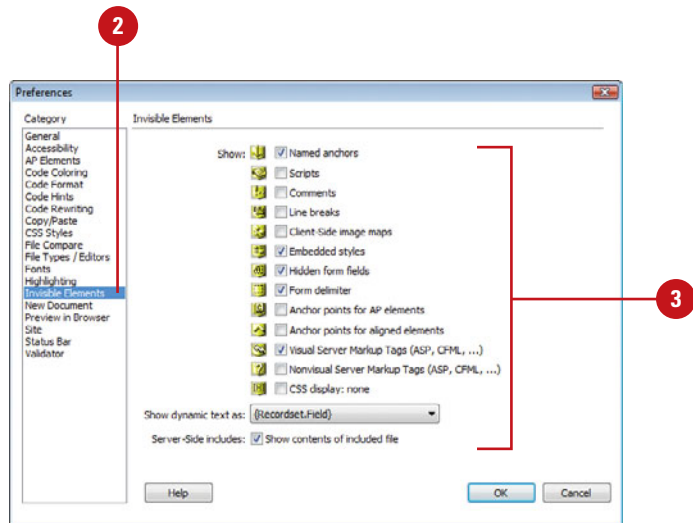 2
Preferences
Category
Invisible Elements
General
Accessibility
AP Elements
Code Coloring
Code Format
Code Hints
Code Rewriting
Copy/Paste
CSS Styles
File Compare
File Types / Editors
Fonts
Highlighting
Invisible Elements
New Document
Preview in Browser
Site
Status Bar
Validator
Show: Named anchors
Scripts
Comments
Line breaks
Client-Side image maps
Embedded styles
Hidden form fields
Form delimiter
Anchor points for AP elements
Anchor points for aligned elements
Visual Server Markup Tags (ASP, CFML, ...)
Nonvisual Server Markup Tags (ASP, CFML, ...)
CSS display: none
3
Show dynamic text as: {Recordset.Field}
Server-Side includes: Show contents of included file
Help
OK
Cancel